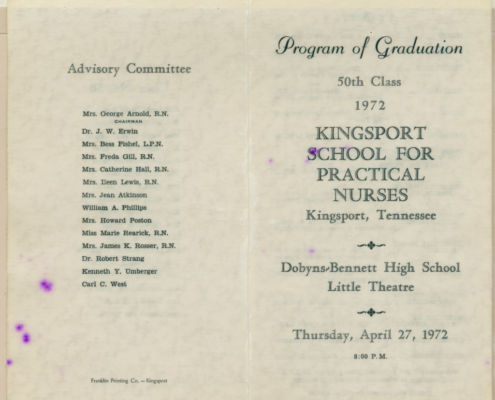 Advisory Committee
Mrs. George Arnold, R.N.
CHAIRMAN
Dr. J. W. Erwin
Mrs. Bess Fishel, L.P.N.
Mrs. Freda Gill, R.N.
Mrs. Catherine Hall, R.N.
Mrs. Ileen Lewis, R.N.
Mrs. Jean Atkinson
William A. Phillips
Mrs. Howard Poston
Miss Marie Rearick, R.N.
Mrs. James K. Rosser, R.N.
Dr. Robert Strang
Kenneth Y. Umberger
Carl C. West
Franklin Printing Co. — Kingsport
Program of Graduation
50th Class
1972
KINGSPORT
SCHOOL FOR
PRACTICAL
NURSES
Kingsport, Tennessee
Dobyns-Bennett High School
Little Theatre
Thursday, April 27, 1972
8:00 P. M.